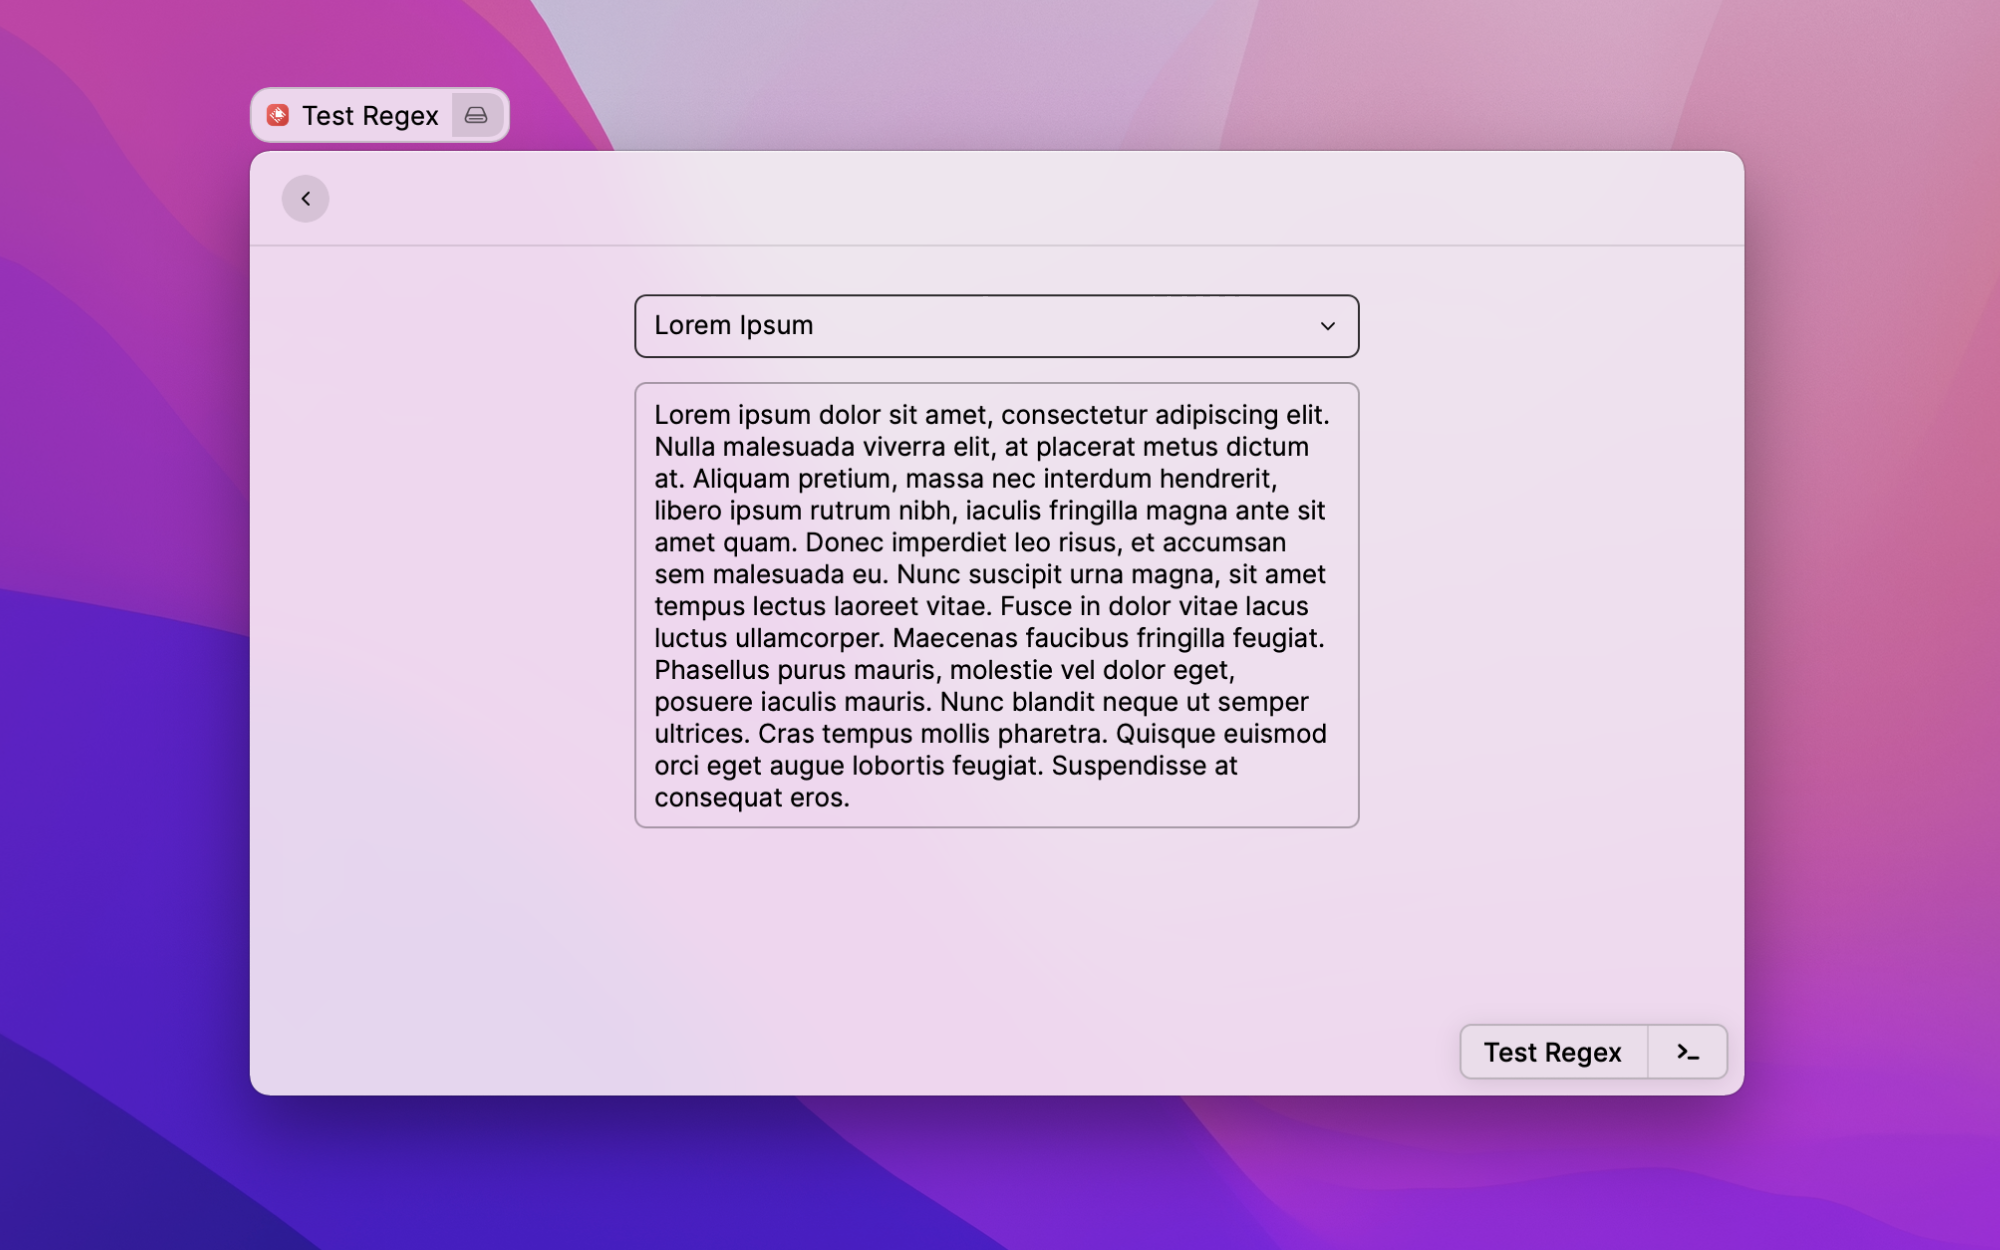 Test Regex
Lorem Ipsum
Lorem ipsum dolor sit amet, consectetur adipiscing elit.
Nulla malesuada viverra elit, at placerat metus dictum
at. Aliquam pretium, massa nec interdum hendrerit,
libero ipsum rutrum nibh, iaculis fringilla magna ante sit
amet quam. Donec imperdiet leo risus, et accumsan
sem malesuada eu. Nunc suscipit urna magna, sit amet
tempus lectus laoreet vitae. Fusce in dolor vitae lacus
luctus ullamcorper. Maecenas faucibus fringilla feugiat.
Phasellus purus mauris, molestie vel dolor eget,
posuere iaculis mauris. Nunc blandit neque ut semper
ultrices. Cras tempus mollis pharetra. Quisque euismod
orci eget augue lobortis feugiat. Suspendisse at
consequat eros.
Test Regex